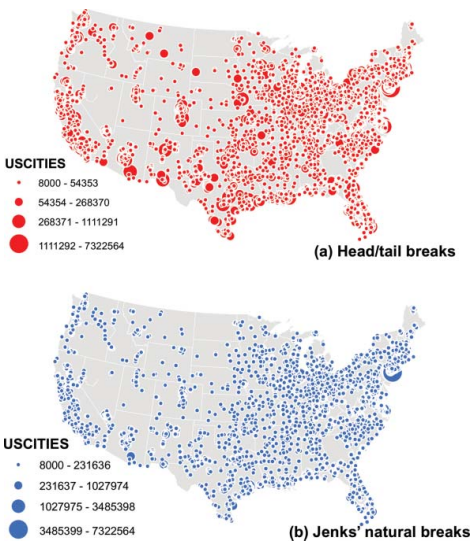 USCITIES
8000 - 54353
54354 - 268370
268371 - 1111291
1111292 - 7322564
(a) Head/tail breaks
USCITIES
8000 - 231636
231637 - 1027974
1027975 - 3485398
3485399 - 7322564
(b) Jenks' natural breaks